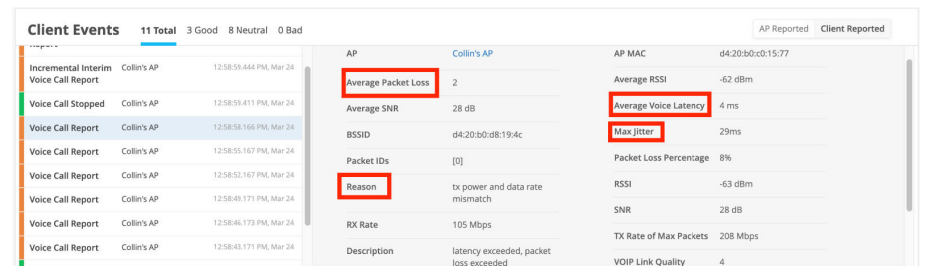 Client Events 11 Total 3 Good 8 Neutral 0 Bad AP Reported Client Reported
Report
Incremental Interim Collin's AP 12:58:59.444 PM, Mar 24
Voice Call Report
Voice Call Stopped Collin's AP 12:58:59.411 PM, Mar 24
Voice Call Report Collin's AP 12:58:58.166 PM, Mar 24
Voice Call Report Collin's AP 12:58:55.167 PM, Mar 24
Voice Call Report Collin's AP 12:58:52.167 PM, Mar 24
Voice Call Report Collin's AP 12:58:49.171 PM, Mar 24
Voice Call Report Collin's AP 12:58:46.173 PM, Mar 24
Voice Call Report Collin's AP 12:58:43.171 PM, Mar 24
AP Collin's AP
Average Packet Loss 2
Average SNR 28 dB
BSSID d4:20:b0:d8:19:4c
Packet IDs [0]
Reason tx power and data rate
mismatch
RX Rate 105 Mbps
Description latency exceeded, packet
loss exceeded
AP MAC d4:20:b0:c0:15:77
Average RSSI -62 dBm
Average Voice Latency 4 ms
Max Jitter 29ms
Packet Loss Percentage 8%
RSSI -63 dBm
SNR 28 dB
TX Rate of Max Packets 208 Mbps
VOIP Link Quality 4